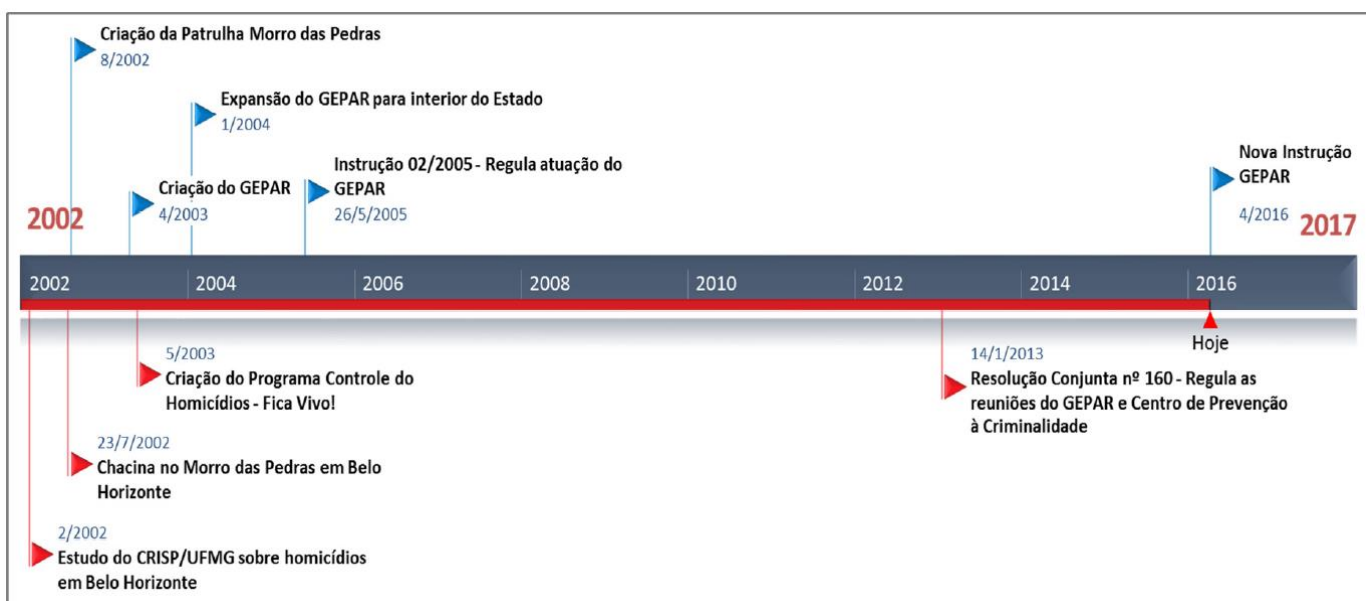 Criação da Patrulha Morro das Pedras
8/2002
Expansão do GEPAR para interior do Estado
1/2004
Instrução 02/2005 - Regula atuação do
GEPAR
26/5/2005
Criação do GEPAR
4/2003
Nova Instrução
GEPAR
4/2016
2002
2017
2002
2004
2006
2008
2010
2012
2014
2016
Hoje
5/2003
Criação do Programa Controle do
Homicídios - Fica Vivo!
14/1/2013
Resolução Conjunta nº 160 - Regula as
reuniões do GEPAR e Centro de Prevenção
à Criminalidade
23/7/2002
Chacina no Morro das Pedras em Belo
Horizonte
2/2002
Estudo do CRISP/UFMG sobre homicídios
em Belo Horizonte